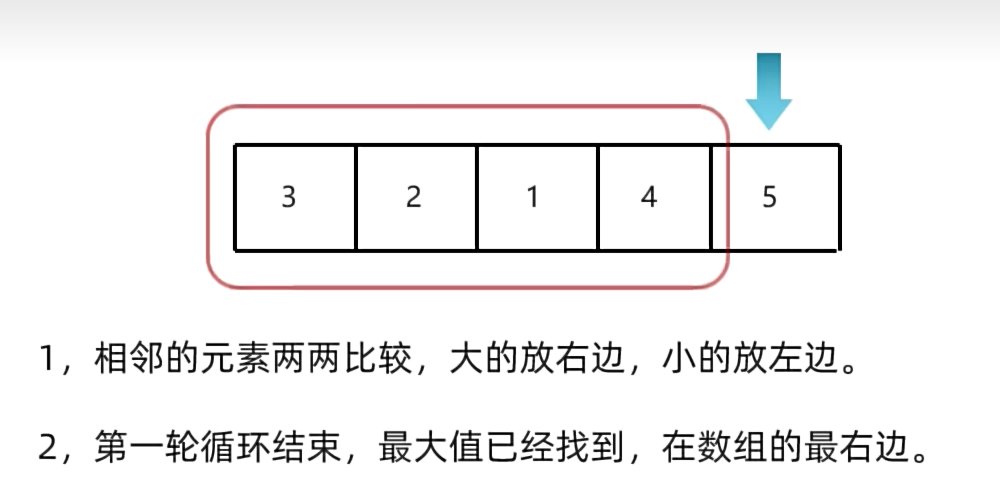 3 2 1 4 5
1，相邻的元素两两比较，大的放右边，小的放左边。
2，第一轮循环结束，最大值已经找到，在数组的最右边。